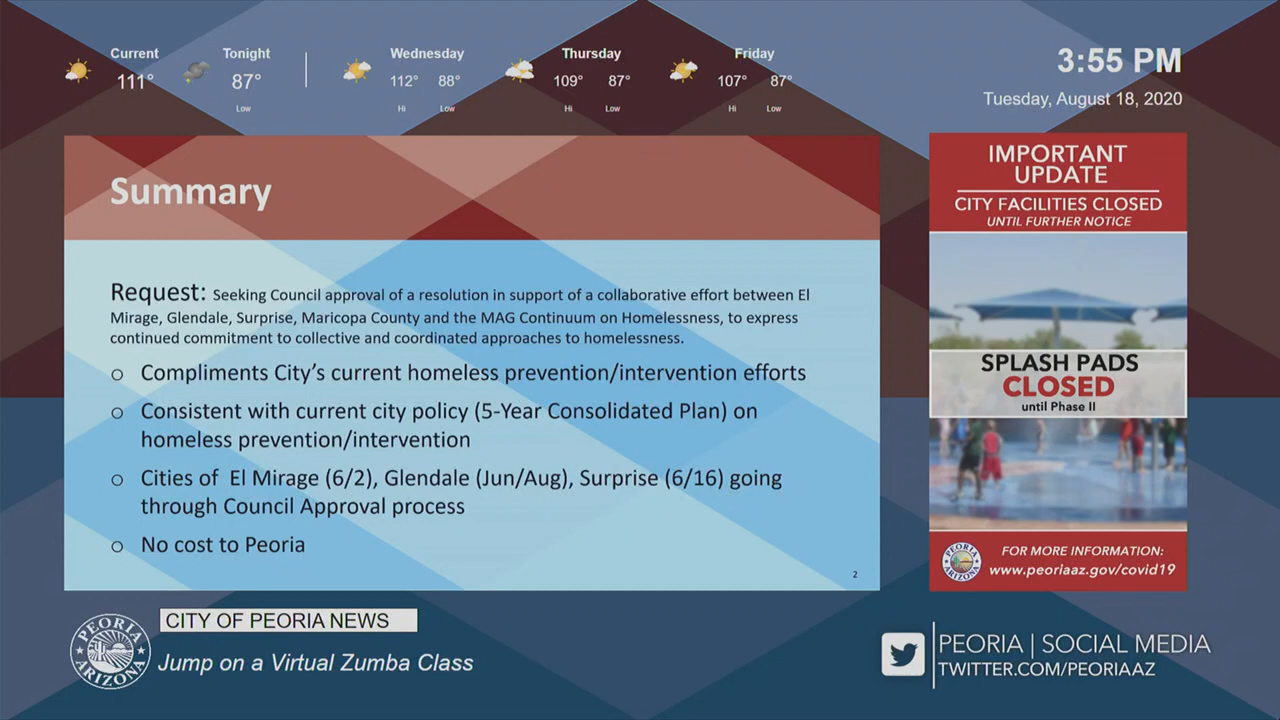 Current
111°
Tonight
87°
Low
Wednesday
112° 88°
Hi Low
Thursday
109° 87°
Hi Low
Friday
107° 87°
Hi Low
3:55 PM
Tuesday, August 18, 2020
Summary
Request: Seeking Council approval of a resolution in support of a collaborative effort between El
Mirage, Glendale, Surprise, Maricopa County and the MAG Continuum on Homelessness, to express
continued commitment to collective and coordinated approaches to homelessness.
o Compliments City's current homeless prevention/intervention efforts
o Consistent with current city policy (5-Year Consolidated Plan) on
homeless prevention/intervention
o Cities of El Mirage (6/2), Glendale (Jun/Aug), Surprise (6/16) going
through Council Approval process
o No cost to Peoria
2
IMPORTANT
UPDATE
CITY FACILITIES CLOSED
UNTIL FURTHER NOTICE
SPLASH PADS
CLOSED
until Phase II
PEORIA
ARIZONA
FOR MORE INFORMATION:
www.peoriaaz.gov/covid19
PEORIA
ARIZONA
CITY OF PEORIA NEWS
Jump on a Virtual Zumba Class
PEORIA | SOCIAL MEDIA
TWITTER.COM/PEORIAAZ